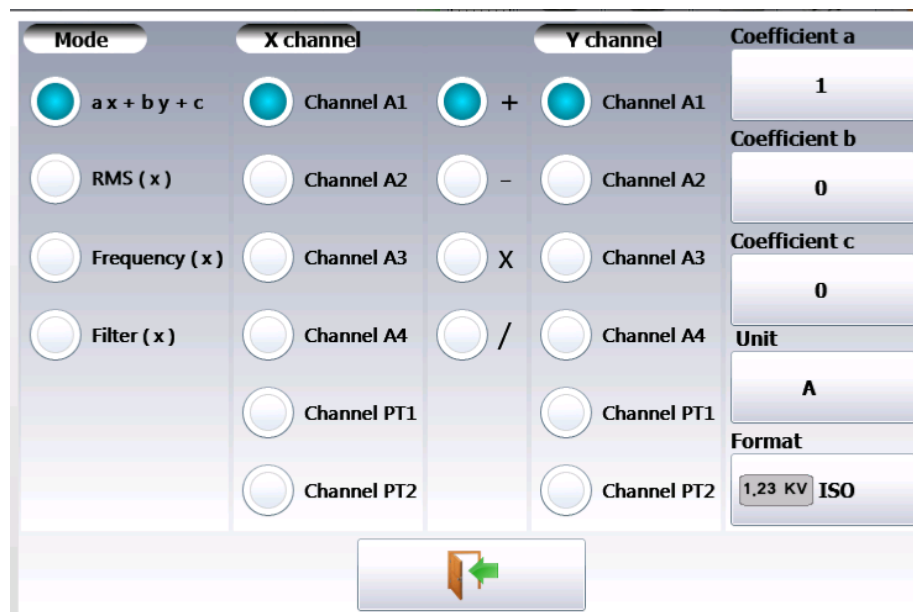 Mode
X channel
Y channel
Coefficient a
a x + b y + c
Channel A1
+
Channel A1
1
Coefficient b
RMS ( x )
Channel A2
-
Channel A2
0
Coefficient c
Frequency ( x )
Channel A3
X
Channel A3
0
Filter ( x )
Channel A4
/
Channel A4
Unit
A
Channel PT1
Channel PT1
Format
Channel PT2
Channel PT2
1,23 KV ISO